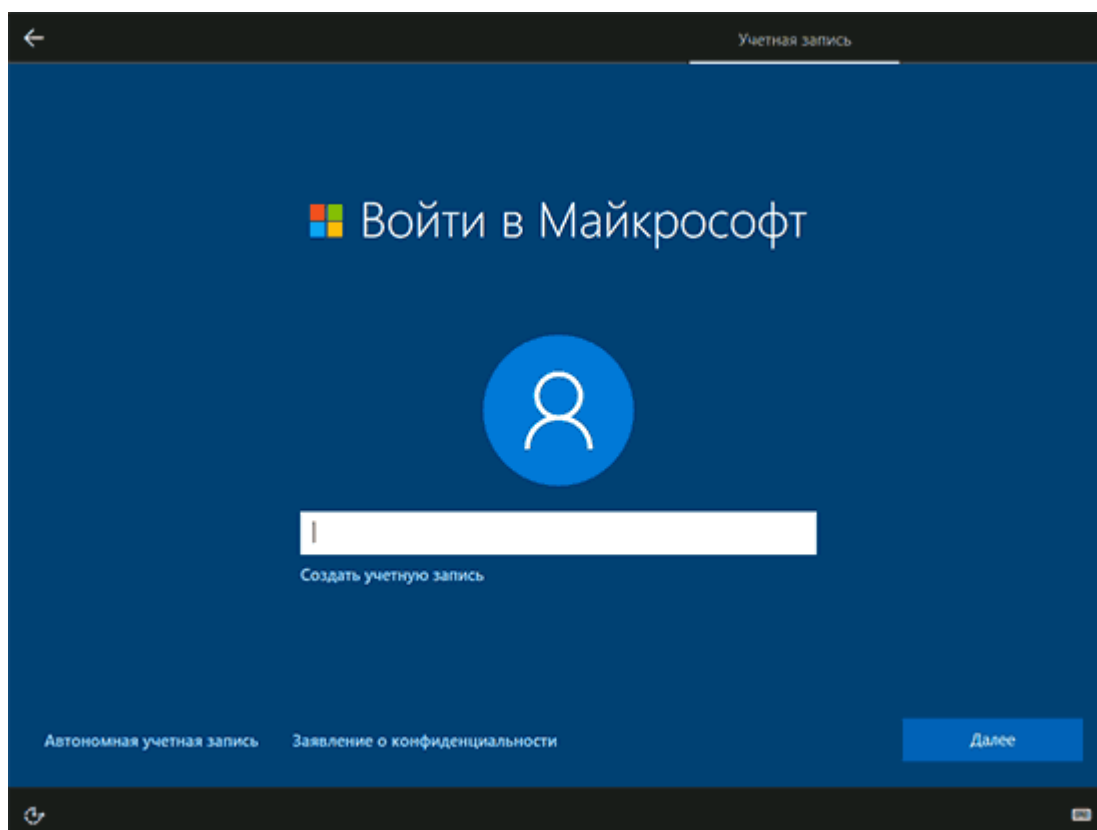 Учетная запись
Войти в Майкрософт
Создать учетную запись
Автономная учетная запись
Заявление о конфиденциальности
Далее